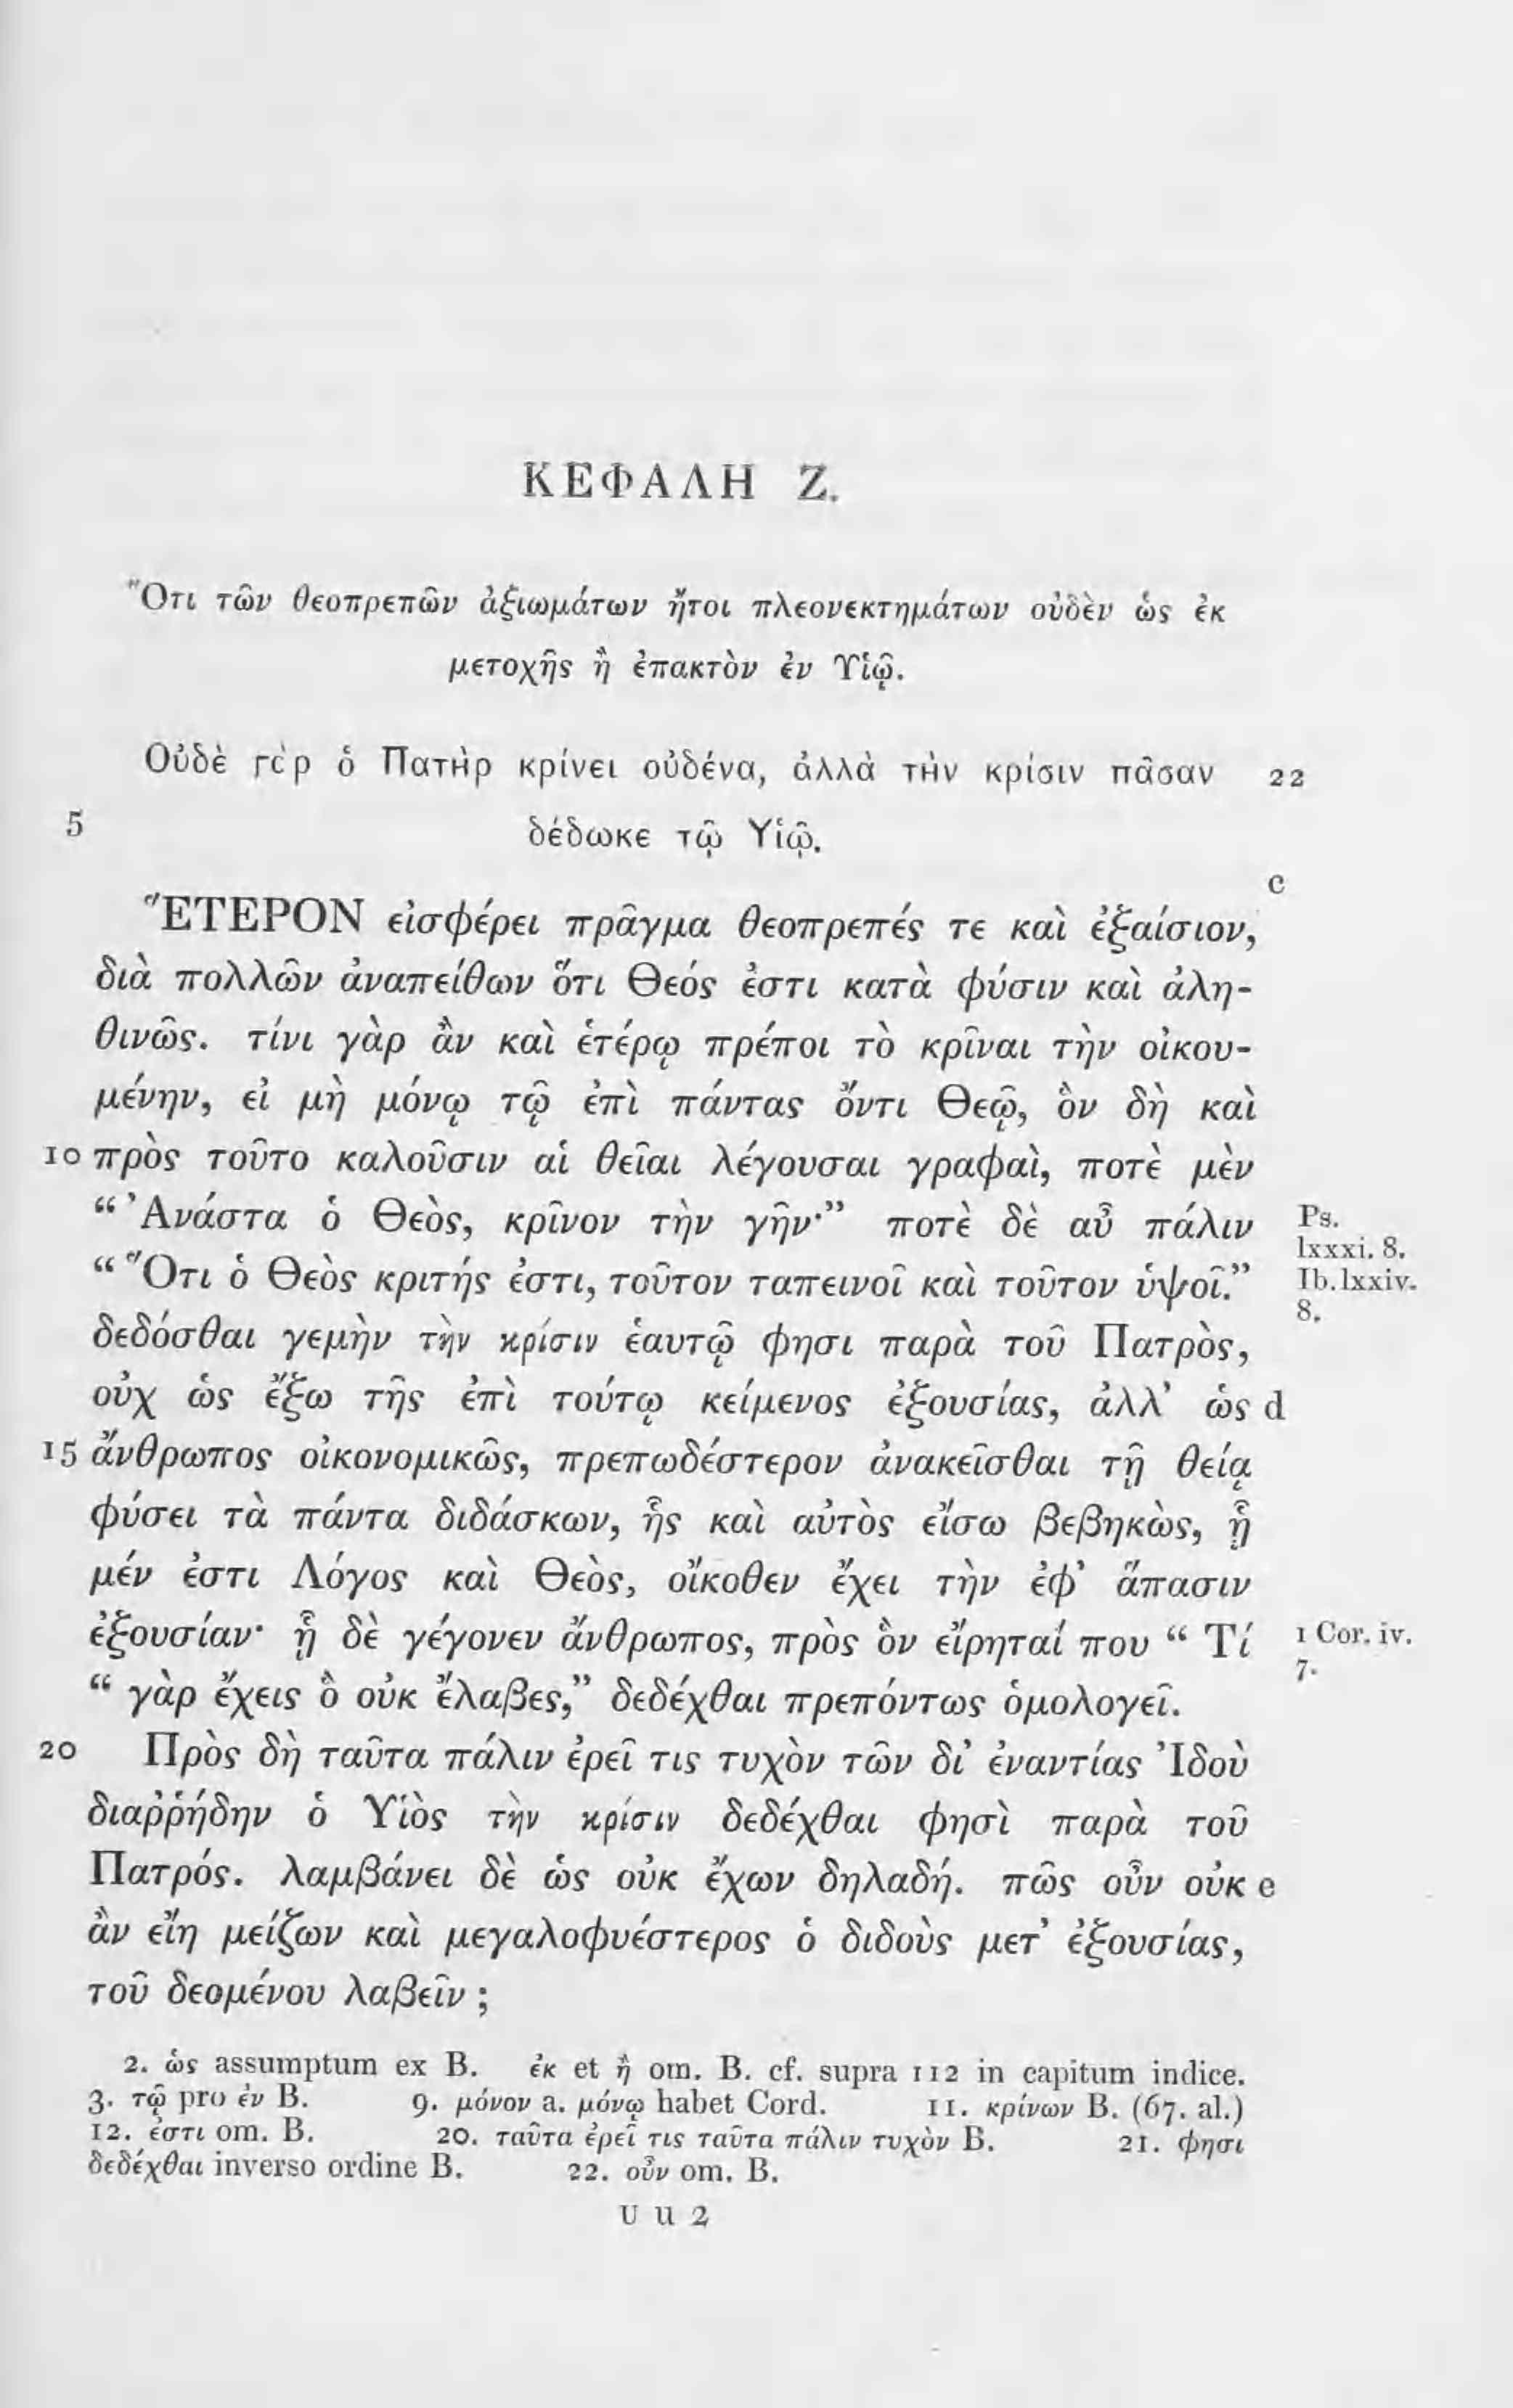 ΚΕΦΑΛΗ Ζ.
Ὅτι τῶν θεοπρεπῶν ἀξιωμάτων ἤτοι πλεονεκτημάτων οὐδὲν ὡς ἐκ
μετοχῆς ἢ ἐπακτὸν ἐν Υἱῷ.
Οὐδὲ γὰρ ὁ Πατὴρ κρίνει οὐδένα, ἀλλὰ τὴν κρίσιν πᾶσαν 22
5 δέδωκε τῷ Υἱῷ.
c
ἝΤΕΡΟΝ εἰσφέρει πρᾶγμα θεοπρεπές τε καὶ ἐξαίσιον,
διὰ πολλῶν ἀναπείθων ὅτι Θεός ἐστι κατὰ φύσιν καὶ ἀλη-
θινῶς. τίνι γὰρ ἂν καὶ ἑτέρῳ πρέποι τὸ κρῖναι τὴν οἰκου-
μένην, εἰ μὴ μόνῳ τῷ ἐπὶ πάντας ὄντι Θεῷ, ὃν δὴ καὶ
10 πρὸς τοῦτο καλοῦσιν αἱ θεῖαι λέγουσαι γραφαὶ, ποτὲ μὲν
“ Ἀνάστα ὁ Θεὸς, κρῖνον τὴν γῆν·” ποτὲ δὲ αὖ πάλιν Ps.
lxxxi. 8.
“ Ὅτι ὁ Θεὸς κριτής ἐστι, τοῦτον ταπεινοῖ καὶ τοῦτον ὑψοῖ.” Ib. lxxiv.
8.
δεδόσθαι γεμὴν τὴν κρίσιν ἑαυτῷ φησι παρὰ τοῦ Πατρὸς,
οὐχ ὡς ἔξω τῆς ἐπὶ τούτῳ κείμενος ἐξουσίας, ἀλλ’ ὡς d
15 ἄνθρωπος οἰκονομικῶς, πρεπωδέστερον ἀνακεῖσθαι τῇ θείᾳ
φύσει τὰ πάντα διδάσκων, ἧς καὶ αὐτὸς εἴσω βεβηκὼς, ᾗ
μέν ἐστι Λόγος καὶ Θεὸς, οἴκοθεν ἔχει τὴν ἐφ’ ἅπασιν
ἐξουσίαν· ᾗ δὲ γέγονεν ἄνθρωπος, πρὸς ὃν εἴρηταί που “ Τί 1 Cor. iv.
7.
“ γὰρ ἔχεις ὃ οὐκ ἔλαβες,” δεδέχθαι πρεπόντως ὁμολογεῖ.
20 Πρὸς δὴ ταῦτα πάλιν ἐρεῖ τις τυχὸν τῶν δι’ ἐναντίας Ἰδοὺ
διαῤῥήδην ὁ Υἱὸς τὴν κρίσιν δεδέχθαι φησὶ παρὰ τοῦ
Πατρός. λαμβάνει δὲ ὡς οὐκ ἔχων δηλαδή. πῶς οὖν οὐκ e
ἂν εἴη μείζων καὶ μεγαλοφυέστερος ὁ διδοὺς μετ’ ἐξουσίας,
τοῦ δεομένου λαβεῖν ;
2. ὡς assumptum ex B. ἐκ et ἢ om. B. cf. supra 112 in capitum indice.
3. τῷ pro ἐν B. 9. μόνον a. μόνῳ habet Cord. 11. κρίνων B. (67. al.)
12. ἐστι om. B. 20. ταῦτα ἐρεῖ τις ταῦτα πάλιν τυχὸν B. 21. φησι
δεδέχθαι inverso ordine B. 22. οὖν om. B.
U u 2